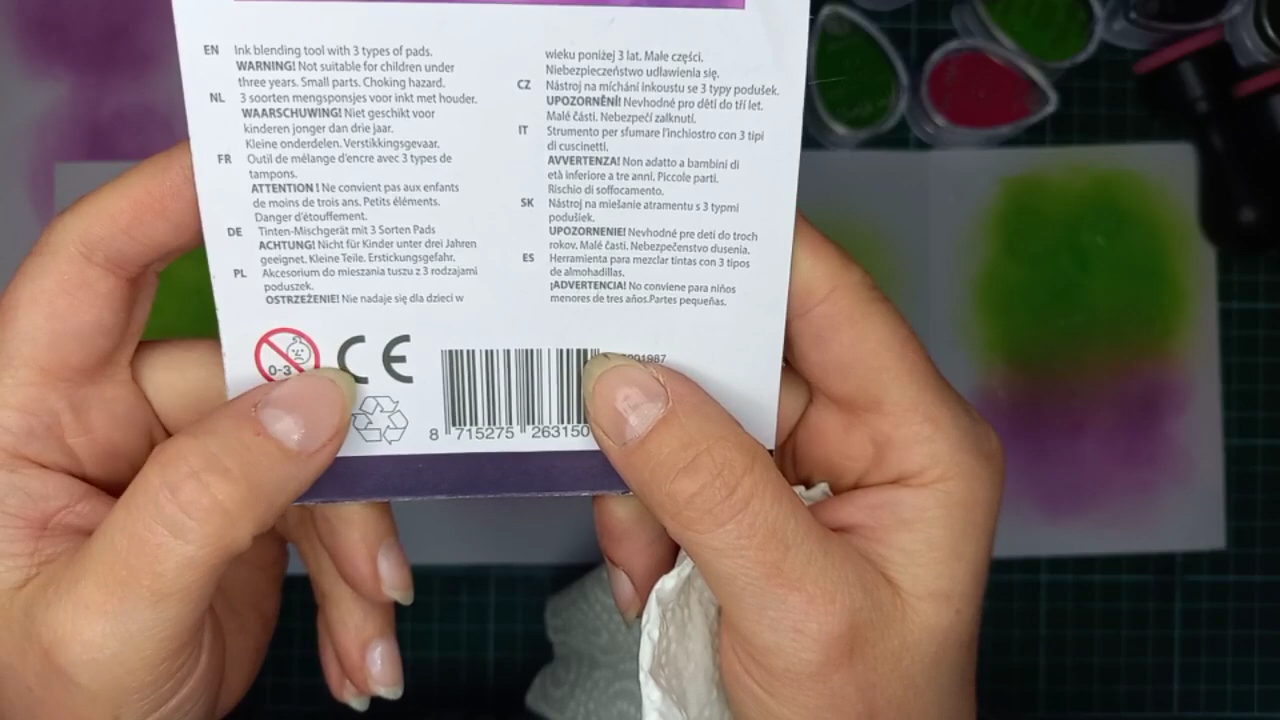 EN Ink blending tool with 3 types of pads.
WARNING! Not suitable for children under
three years. Small parts. Choking hazard.
NL 3 soorten mengsponsjes voor inkt met houder.
WAARSCHUWING! Niet geschikt voor
kinderen jonger dan drie jaar.
Kleine onderdelen. Verstikkingsgevaar.
FR Outil de mélange d'encre avec 3 types de
tampons.
ATTENTION ! Ne convient pas aux enfants
de moins de trois ans. Petits éléments.
Danger d'étouffement.
DE Tinten-Mischgerät mit 3 Sorten Pads
ACHTUNG! Nicht für Kinder unter drei Jahren
geeignet. Kleine Teile. Erstickungsgefahr.
PL Akcesorium do mieszania tuszu z 3 rodzajami
poduszek.
OSTRZEŻENIE! Nie nadaje się dla dzieci w
wieku poniżej 3 lat. Małe części.
Niebezpieczeństwo udławienia się.
CZ Nástroj na míchání inkoustu se 3 typy podušek.
UPOZORNĚNÍ! Nevhodné pro děti do tří let.
Malé části. Nebezpečí zalknutí.
IT Strumento per sfumare l'inchiostro con 3 tipi
di cuscinetti.
AVVERTENZA! Non adatto a bambini di
età inferiore a tre anni. Piccole parti.
Rischio di soffocamento.
SK Nástroj na miešanie atramentu s 3 typmi
podušiek.
UPOZORNENIE! Nevhodné pre deti do troch
rokov. Malé časti. Nebezpečenstvo dusenia.
ES Herramienta para mezclar tintas con 3 tipos
de almohadillas.
¡ADVERTENCIA! No conviene para niños
menores de tres años.Partes pequeñas.
0-3
CE
8 715275 263150